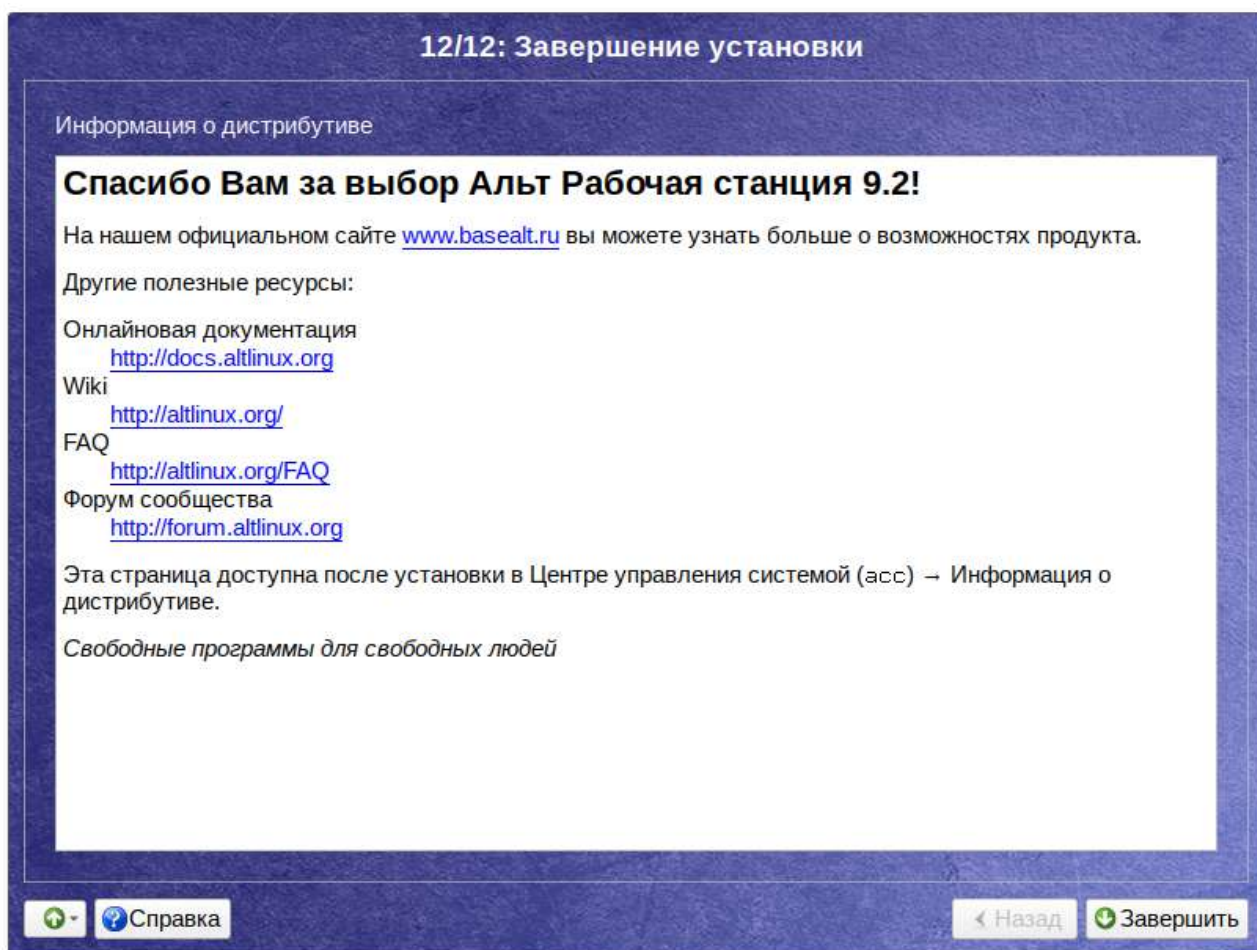 12/12: Завершение установки
Информация о дистрибутиве
Спасибо Вам за выбор Альт Рабочая станция 9.2!
На нашем официальном сайте www.basealt.ru вы можете узнать больше о возможностях продукта.
Другие полезные ресурсы:
Онлайновая документация
http://docs.altlinux.org
Wiki
http://altlinux.org/
FAQ
http://altlinux.org/FAQ
Форум сообщества
http://forum.altlinux.org
Эта страница доступна после установки в Центре управления системой (acc) → Информация о
дистрибутиве.
Свободные программы для свободных людей
Справка
Назад
Завершить